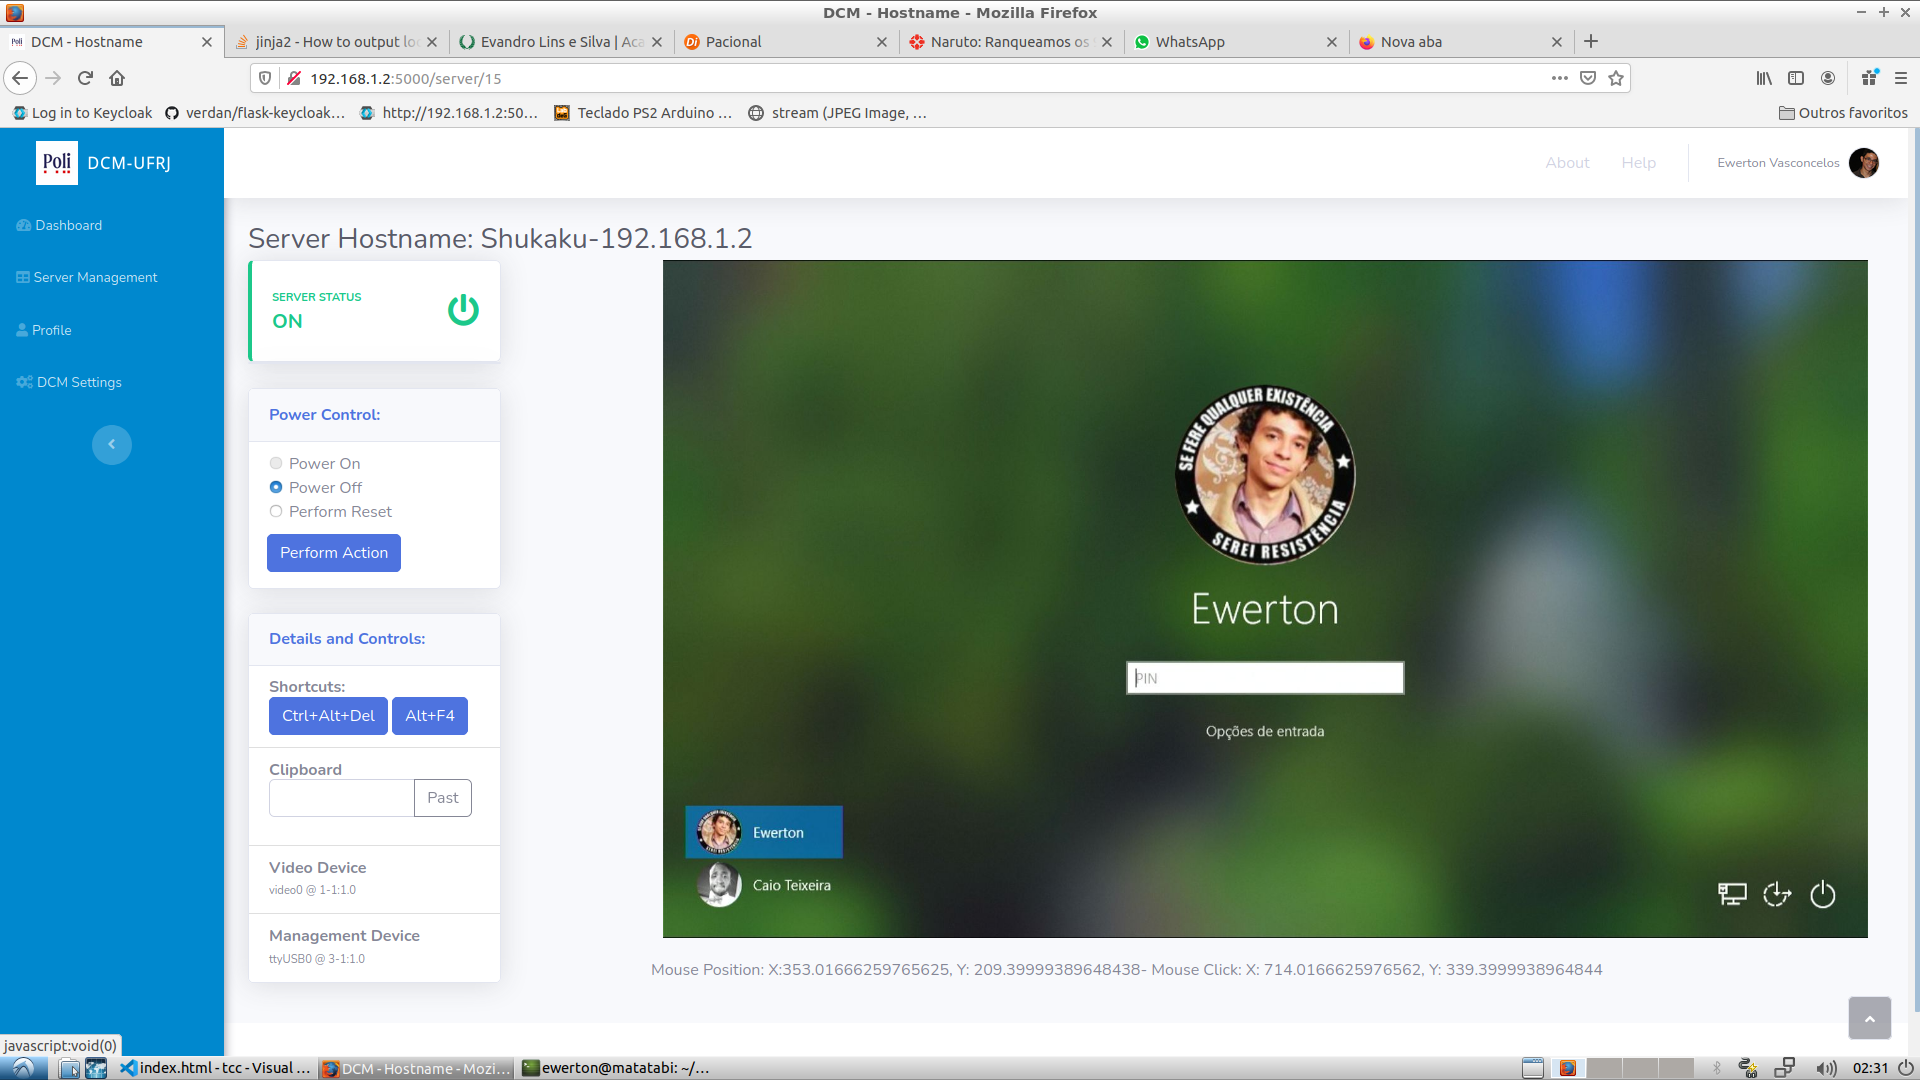 DCM - Hostname - Mozilla Firefox
DCM - Hostname
jinja2 - How to output lo
Evandro Lins e Silva | Aca
Pacional
Naruto: Ranqueamos os
WhatsApp
Nova aba
192.168.1.2:5000/server/15
Log in to Keycloak
verdan/flask-keycloak...
http://192.168.1.2:50...
Teclado PS2 Arduino ...
stream (JPEG Image, ...
Outros favoritos
Poli
DCM-UFRJ
About
Help
Ewerton Vasconcelos
Dashboard
Server Management
Profile
DCM Settings
Server Hostname: Shukaku-192.168.1.2
SERVER STATUS
ON
Power Control:
Power On
Power Off
Perform Reset
Perform Action
Details and Controls:
Shortcuts:
Ctrl+Alt+Del
Alt+F4
Clipboard
Past
Video Device
video0 @ 1-1:1.0
Management Device
ttyUSB0 @ 3-1:1.0
SE FERE QUALQUER EXISTÊNCIA
SEREI RESISTÊNCIA
Ewerton
PIN
Opções de entrada
Ewerton
Caio Teixeira
Mouse Position: X:353.01666259765625, Y: 209.39999389648438- Mouse Click: X: 714.0166625976562, Y: 339.3999938964844
javascript:void(0)
index.html - tcc - Visual ...
DCM - Hostname - Mozi...
ewerton@matatabi: ~/...
02:31